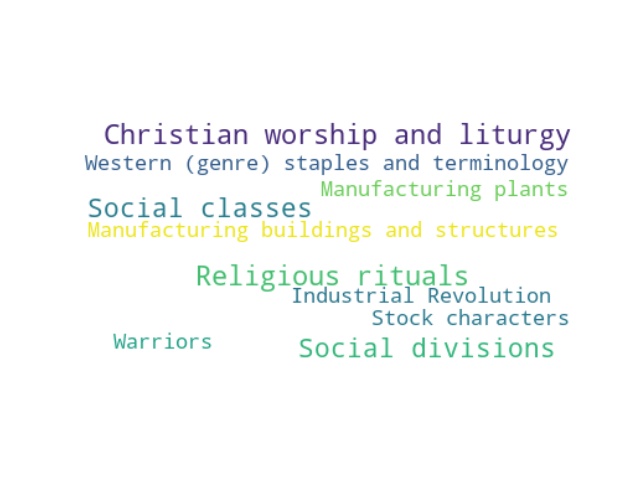 Christian worship and liturgy
Western (genre) staples and terminology
Manufacturing plants
Social classes
Manufacturing buildings and structures
Religious rituals
Industrial Revolution
Stock characters
Warriors
Social divisions